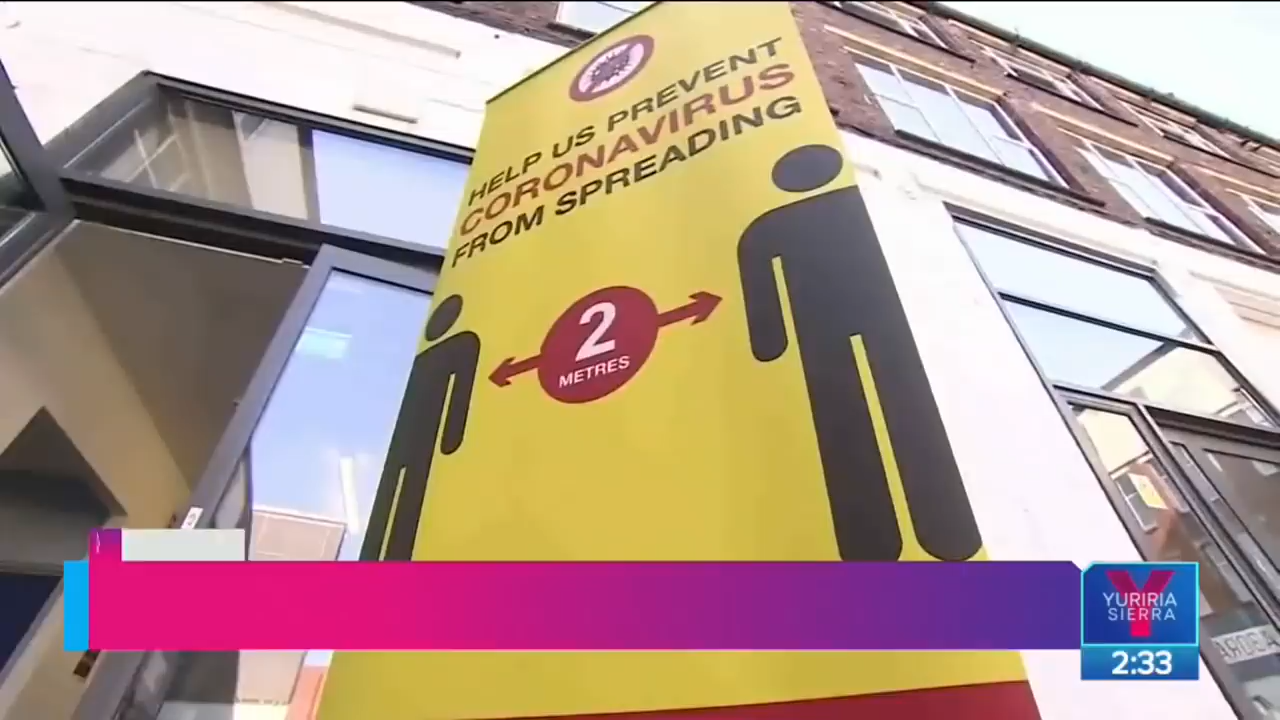 HELP US PREVENT
CORONAVIRUS
FROM SPREADING
2
METRES
YURIRIA
SIERRA
2:33